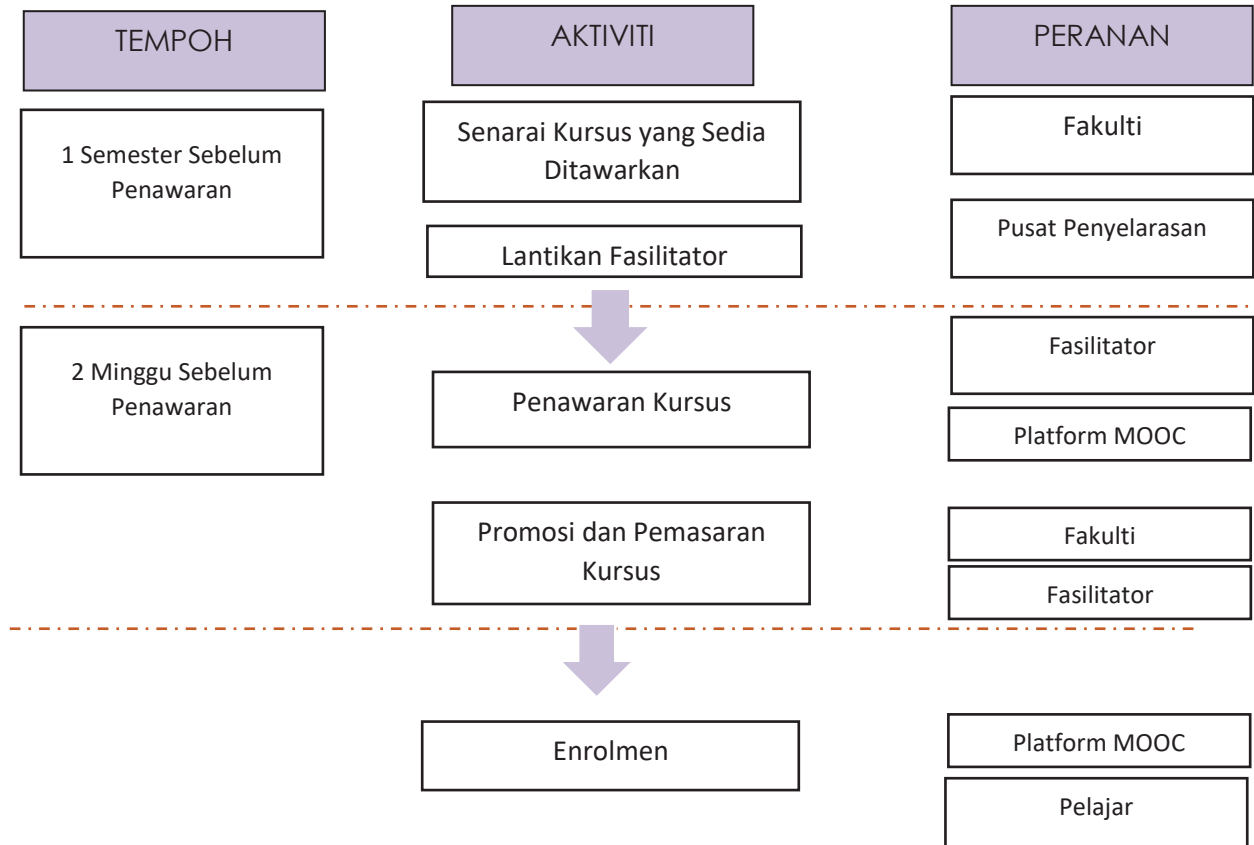 TEMPOH
AKTIVITI
PERANAN
1 Semester Sebelum
Penawaran
Senarai Kursus yang Sedia
Ditawarkan
Fakulti
Lantikan Fasilitator
Pusat Penyelarasan
2 Minggu Sebelum
Penawaran
Penawaran Kursus
Fasilitator
Platform MOOC
Promosi dan Pemasaran
Kursus
Fakulti
Fasilitator
Enrolmen
Platform MOOC
Pelajar